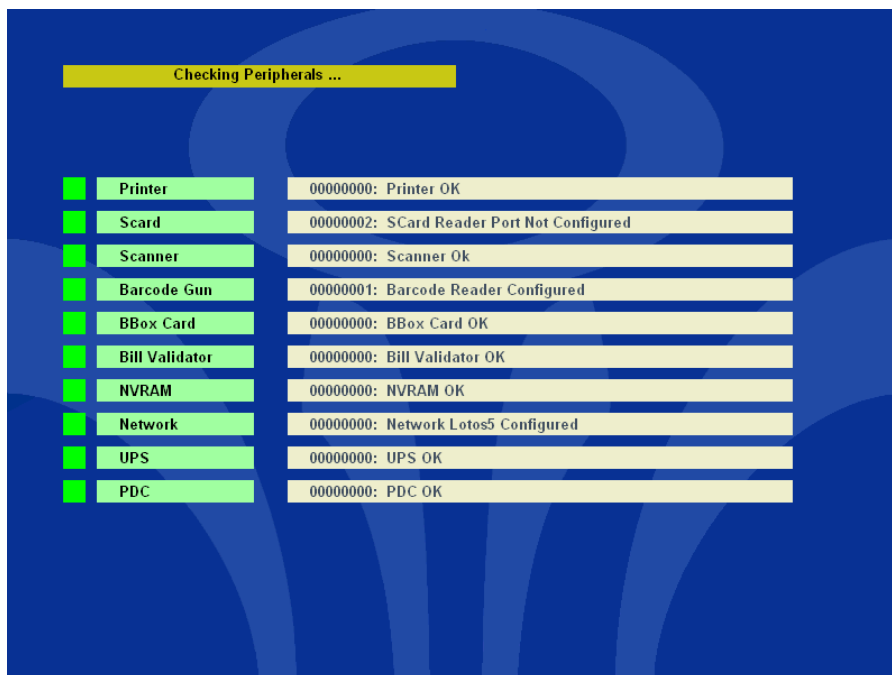 Checking Peripherals ...
Printer 00000000: Printer OK
Scard 00000002: SCard Reader Port Not Configured
Scanner 00000000: Scanner Ok
Barcode Gun 00000001: Barcode Reader Configured
BBox Card 00000000: BBox Card OK
Bill Validator 00000000: Bill Validator OK
NVRAM 00000000: NVRAM OK
Network 00000000: Network Lotos5 Configured
UPS 00000000: UPS OK
PDC 00000000: PDC OK